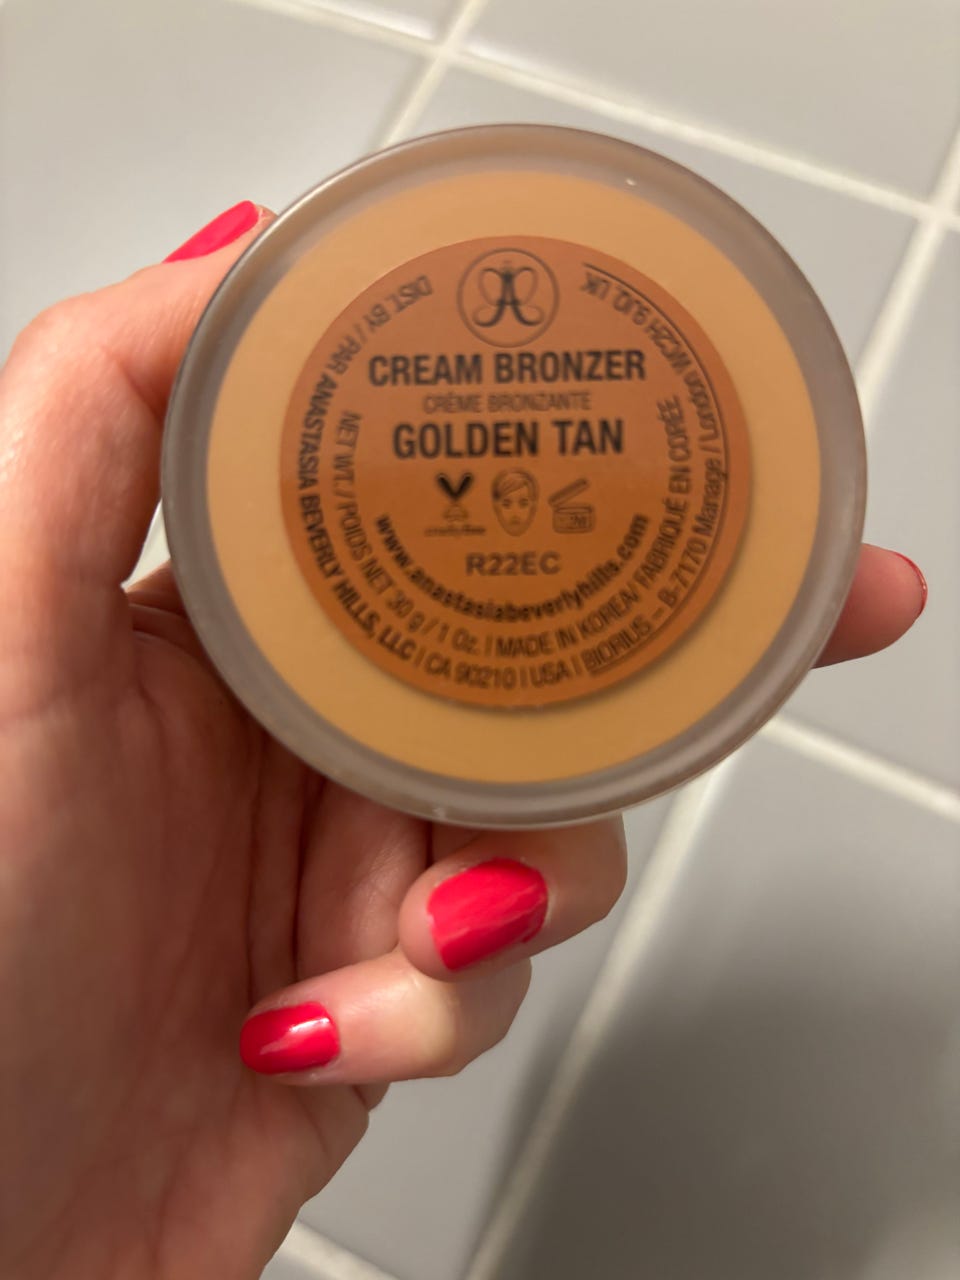 CREAM BRONZER
CRÈME BRONZANTE
GOLDEN TAN
cruelty free
R22EC
www.anastasiabeverlyhills.com
NET WT. / POIDS NET 30 g / 1 Oz. | MADE IN KOREA/ FABRIQUÉ EN CORÉE
DIST. BY / PAR ANASTASIA BEVERLY HILLS, LLC | CA 90210 | USA | BIORIUS – B-7170 Manage / London WC2H 9JQ, UK